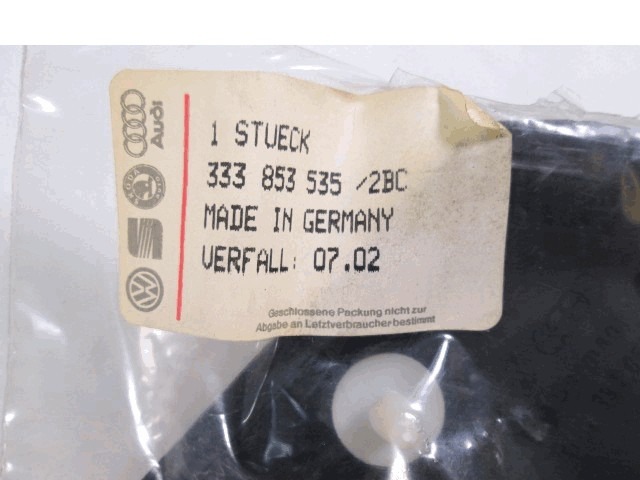 Audi
1 STUECK
333 853 535 /2BC
MADE IN GERMANY
VERFALL: 07.02
Geschlossene Packung nicht zur
Abgabe an Letztverbraucher bestimmt